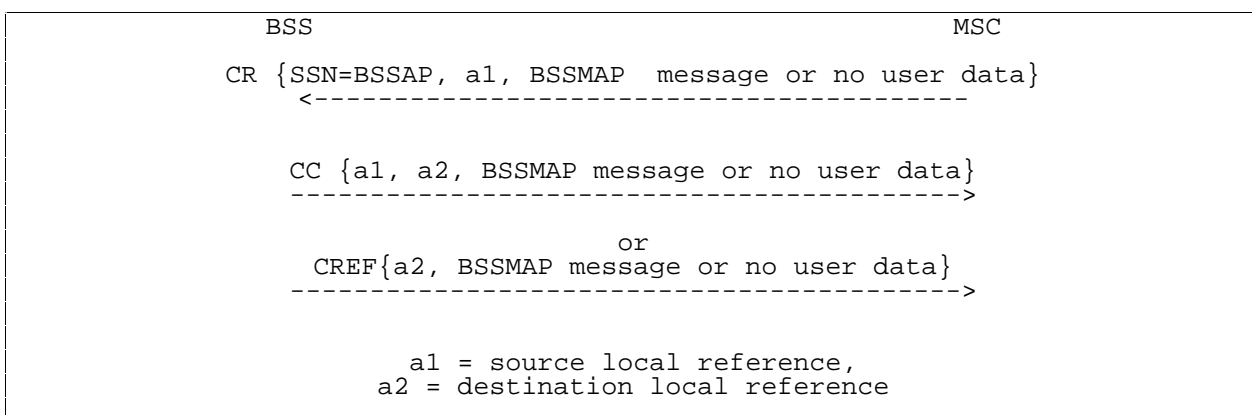 BSS MSC
CR {SSN=BSSAP, a1, BSSMAP  message or no user data}
<-----------------------------------------
CC {a1, a2, BSSMAP message or no user data}
------------------------------------------>
or
CREF{a2, BSSMAP message or no user data}
------------------------------------------>
a1 = source local reference,
a2 = destination local reference